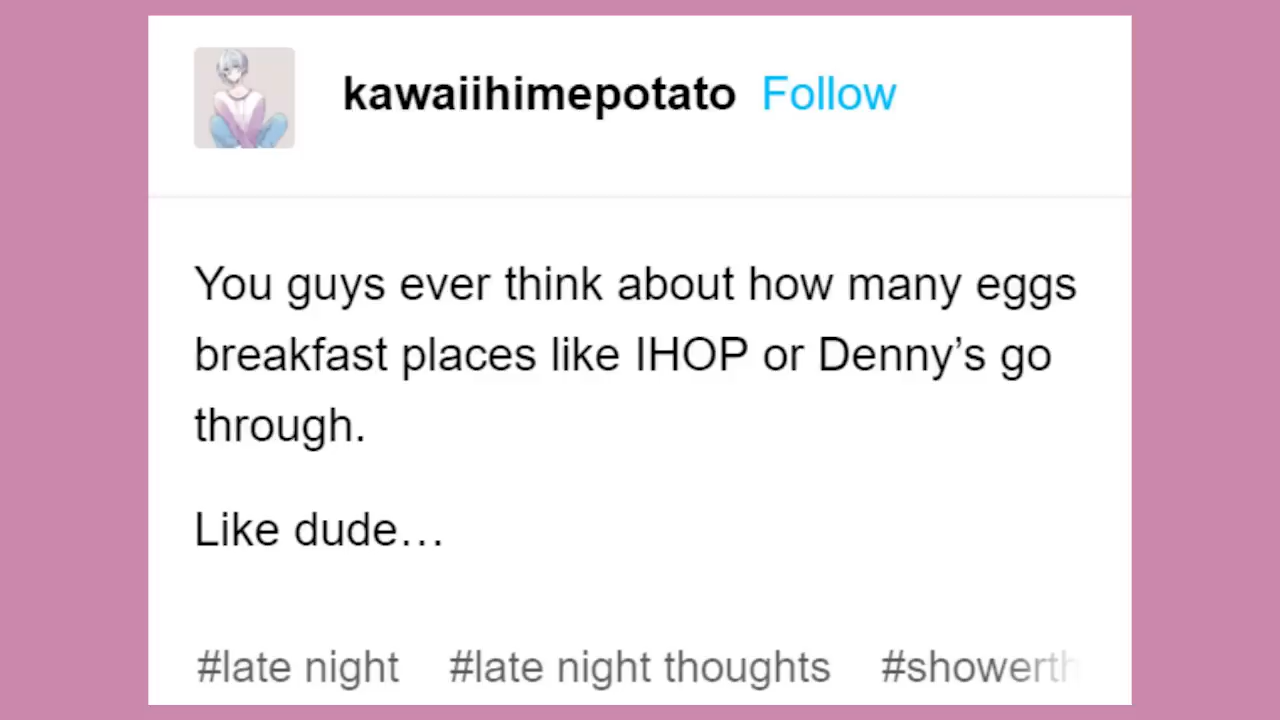 kawaiihimepotato Follow
You guys ever think about how many eggs
breakfast places like IHOP or Denny’s go
through.
Like dude…
#late night #late night thoughts #showerth